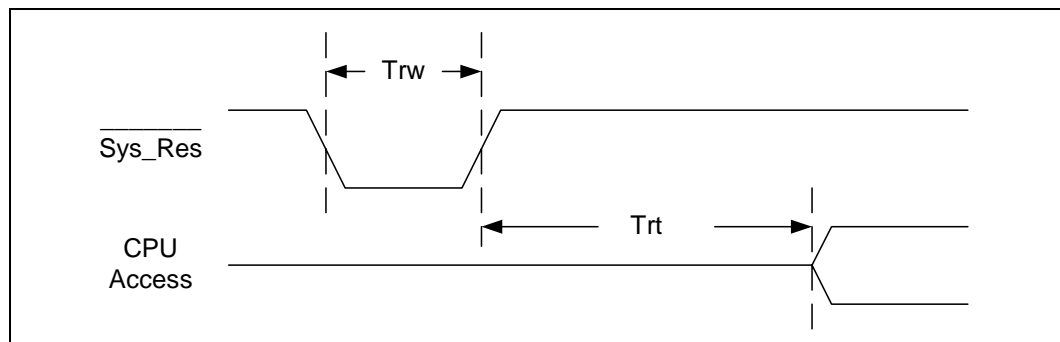 Trw
Sys_Res
Trt
CPU
Access